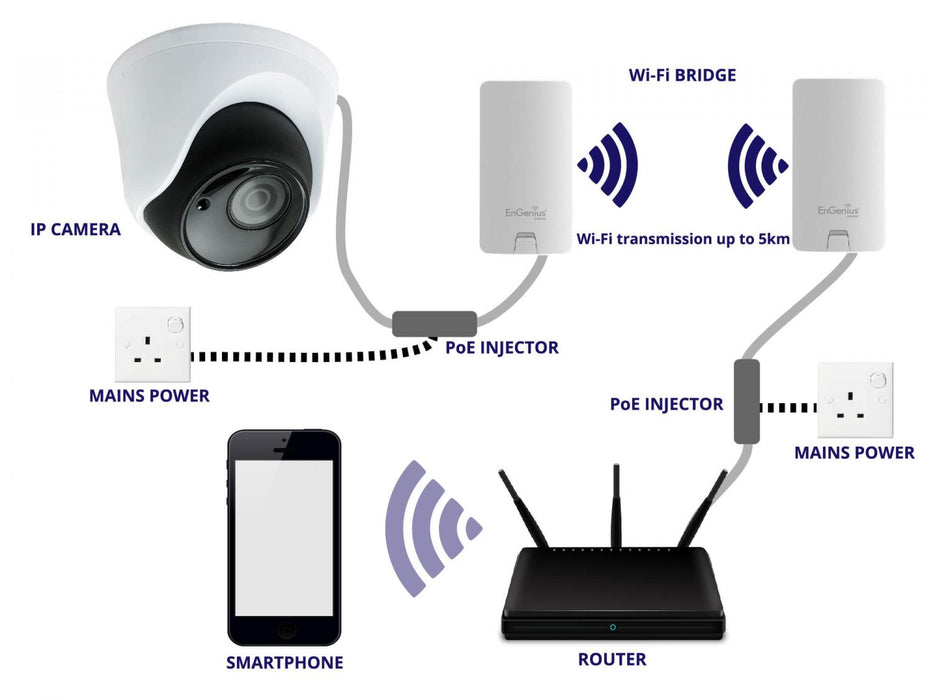 Wi-Fi BRIDGE
IP CAMERA
EnGenius
EnGenius
Wi-Fi transmission up to 5km
PoE INJECTOR
MAINS POWER
PoE INJECTOR
MAINS POWER
SMARTPHONE
ROUTER